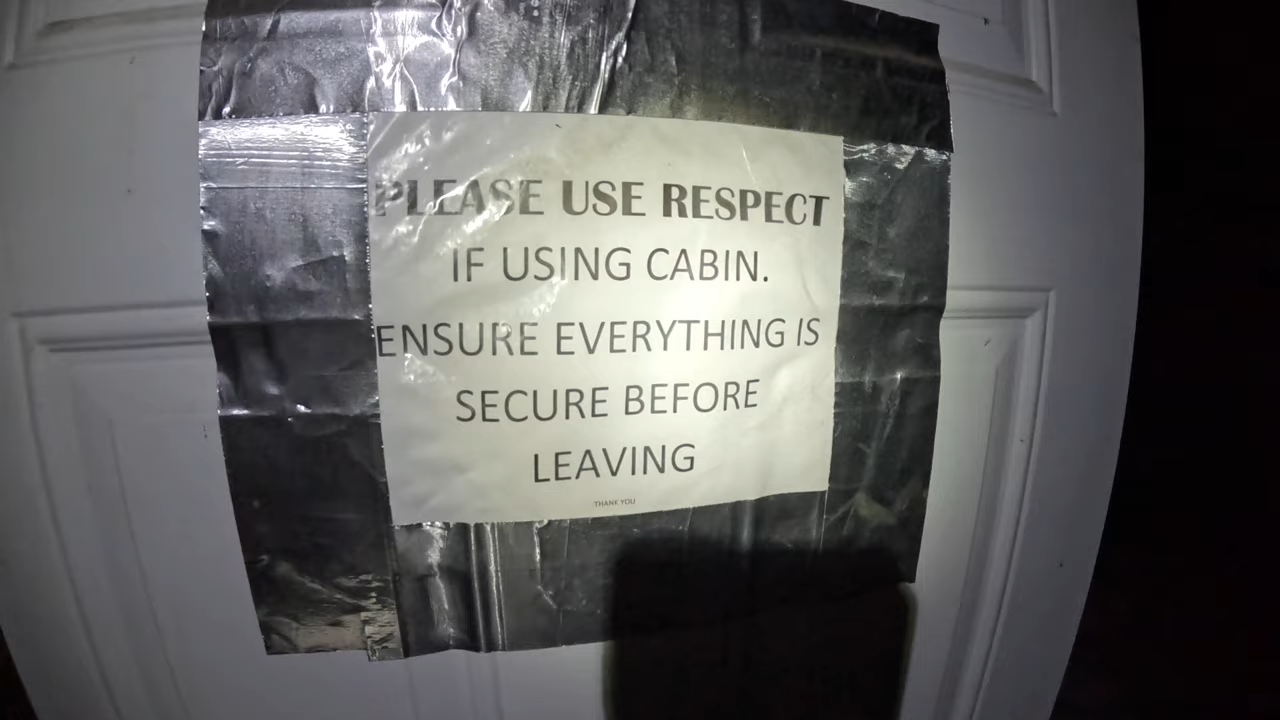 PLEASE USE RESPECT
IF USING CABIN.
ENSURE EVERYTHING IS
SECURE BEFORE
LEAVING
THANK YOU